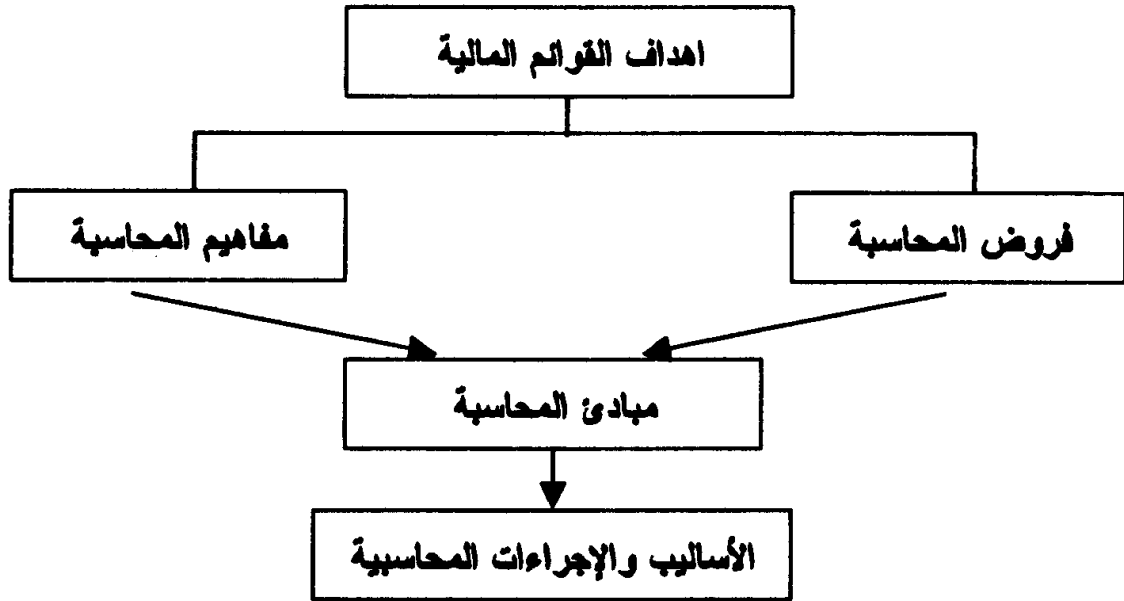 اهداف القوائم المالية
فروض المحاسبة
مفاهيم المحاسبة
مبادئ المحاسبة
الأساليب والإجراءات المحاسبية